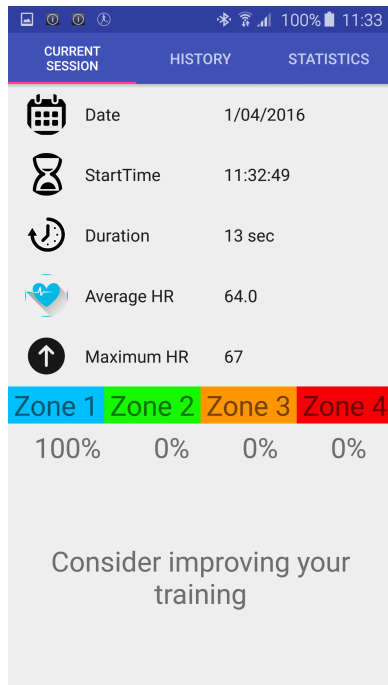 100% 11:33
CURRENT SESSION HISTORY STATISTICS
Date 1/04/2016
StartTime 11:32:49
Duration 13 sec
Average HR 64.0
Maximum HR 67
Zone 1 Zone 2 Zone 3 Zone 4
100% 0% 0% 0%
Consider improving your
training